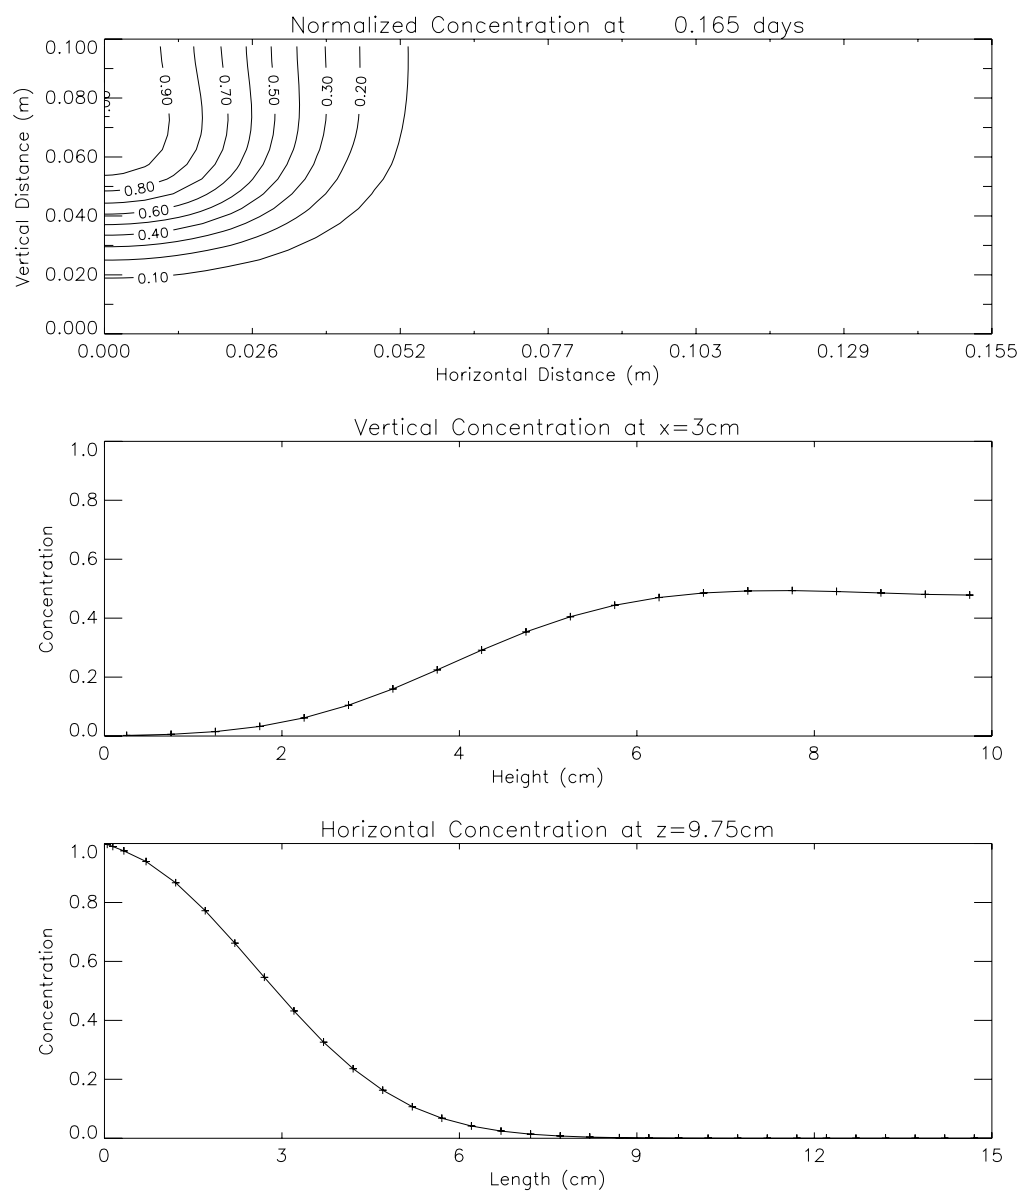 Normalized Concentration at 0.165 days
0.100
0.080
0.060
0.040
0.020
0.000
Vertical Distance (m)
0.90
0.70
0.50
0.30
0.20
0.80
0.60
0.40
0.10
0.000 0.026 0.052 0.077 0.103 0.129 0.155
Horizontal Distance (m)
Vertical Concentration at x=3cm
1.0
0.8
0.6
0.4
0.2
0.0
Concentration
0 2 4 6 8 10
Height (cm)
Horizontal Concentration at z=9.75cm
1.0
0.8
0.6
0.4
0.2
0.0
Concentration
0 3 6 9 12 15
Length (cm)